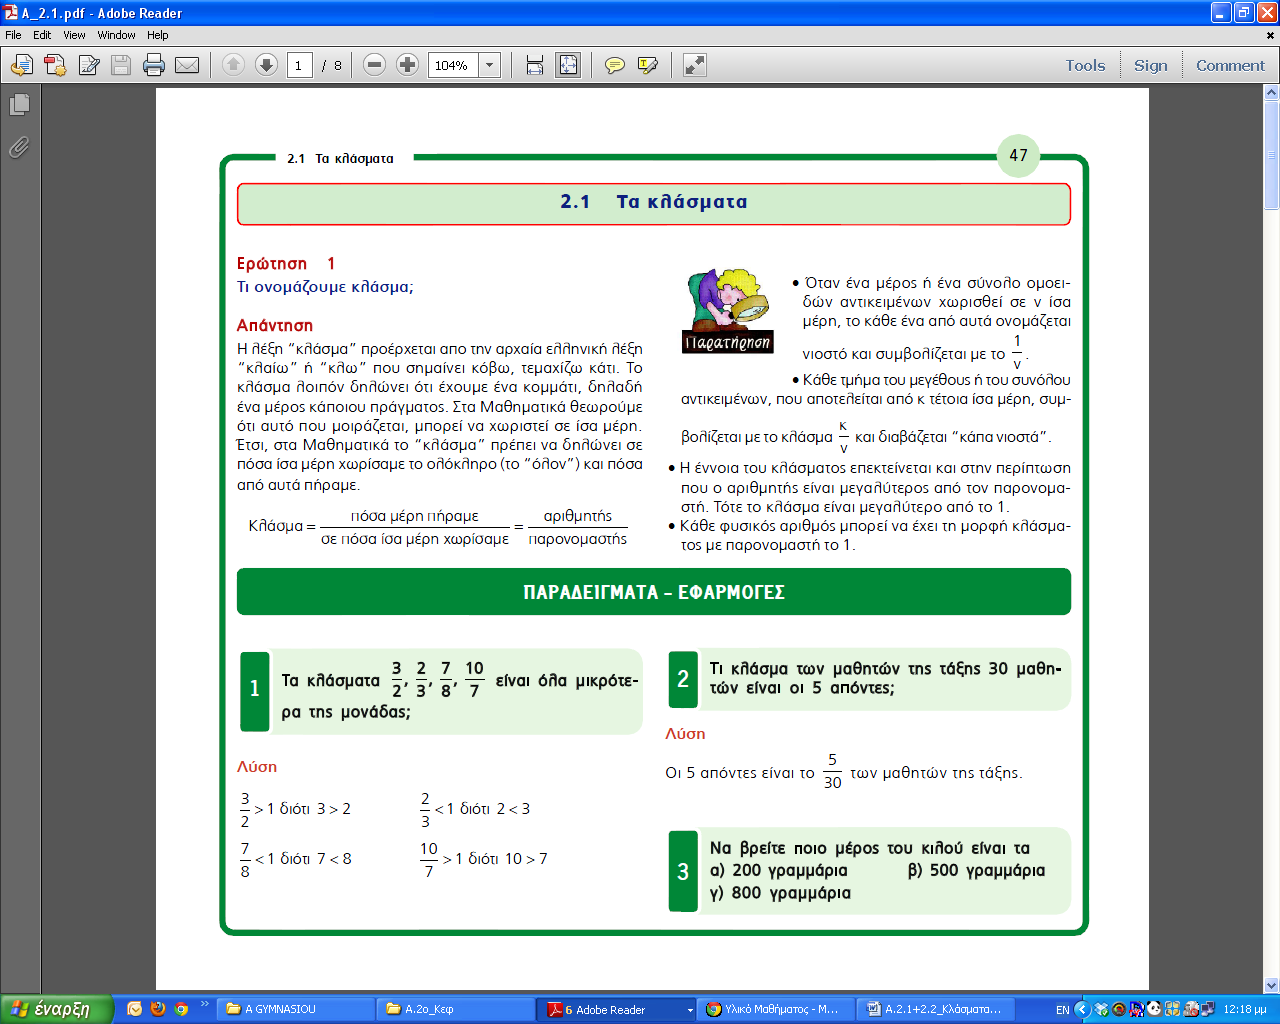 A_2.1.pdf - Adobe Reader
File Edit View Window Help
1 / 8 104% Tools Sign Comment
2.1 Τα κλάσματα
47
2.1 Τα κλάσματα
Ερώτηση 1
Τι ονομάζουμε κλάσμα;
Απάντηση
Η λέξη “κλάσμα” προέρχεται απο την αρχαία ελληνική λέξη
“κλαίω” ή “κλω” που σημαίνει κόβω, τεμαχίζω κάτι. Το
κλάσμα λοιπόν δηλώνει ότι έχουμε ένα κομμάτι, δηλαδή
ένα μέρος κάποιου πράγματος. Στα Μαθηματικά θεωρούμε
ότι αυτό που μοιράζεται, μπορεί να χωριστεί σε ίσα μέρη.
Έτσι, στα Μαθηματικά το “κλάσμα” πρέπει να δηλώνει σε
πόσα ίσα μέρη χωρίσαμε το ολόκληρο (το “όλον”) και πόσα
από αυτά πήραμε.
Κλάσμα = πόσα μέρη πήραμε / σε πόσα ίσα μέρη χωρίσαμε = αριθμητής / παρονομαστής
Παρατήρηση
• Όταν ένα μέρος ή ένα σύνολο ομοει-
δών αντικειμένων χωρισθεί σε ν ίσα
μέρη, το κάθε ένα από αυτά ονομάζεται
νιοστό και συμβολίζεται με το 1/ν.
• Κάθε τμήμα του μεγέθους ή του συνόλου
αντικειμένων, που αποτελείται από κ τέτοια ίσα μέρη, συμ-
βολίζεται με το κλάσμα κ/ν και διαβάζεται “κάπα νιοστά”.
• Η έννοια του κλάσματος επεκτείνεται και στην περίπτωση
που ο αριθμητής είναι μεγαλύτερος από τον παρονομα-
στή. Τότε το κλάσμα είναι μεγαλύτερο από το 1.
• Κάθε φυσικός αριθμός μπορεί να έχει τη μορφή κλάσμα-
τος με παρονομαστή το 1.
ΠΑΡΑΔΕΙΓΜΑΤΑ – ΕΦΑΡΜΟΓΕΣ
1
Τα κλάσματα 3/2, 2/3, 7/8, 10/7 είναι όλα μικρότε-
ρα της μονάδας;
Λύση
3/2 > 1 διότι 3 > 2 2/3 < 1 διότι 2 < 3
7/8 < 1 διότι 7 < 8 10/7 > 1 διότι 10 > 7
2
Τι κλάσμα των μαθητών της τάξης 30 μαθη-
τών είναι οι 5 απόντες;
Λύση
Οι 5 απόντες είναι το 5/30 των μαθητών της τάξης.
3
Να βρείτε ποιο μέρος του κιλού είναι τα
α) 200 γραμμάρια β) 500 γραμμάρια
γ) 800 γραμμάρια
έναρξη A GYMNASIOU Α.2ο_Κεφ 6 Adobe Reader Υλικό Μαθήματος - M... Α.2.1+2.2_Κλάσματα... EN 12:18 μμ